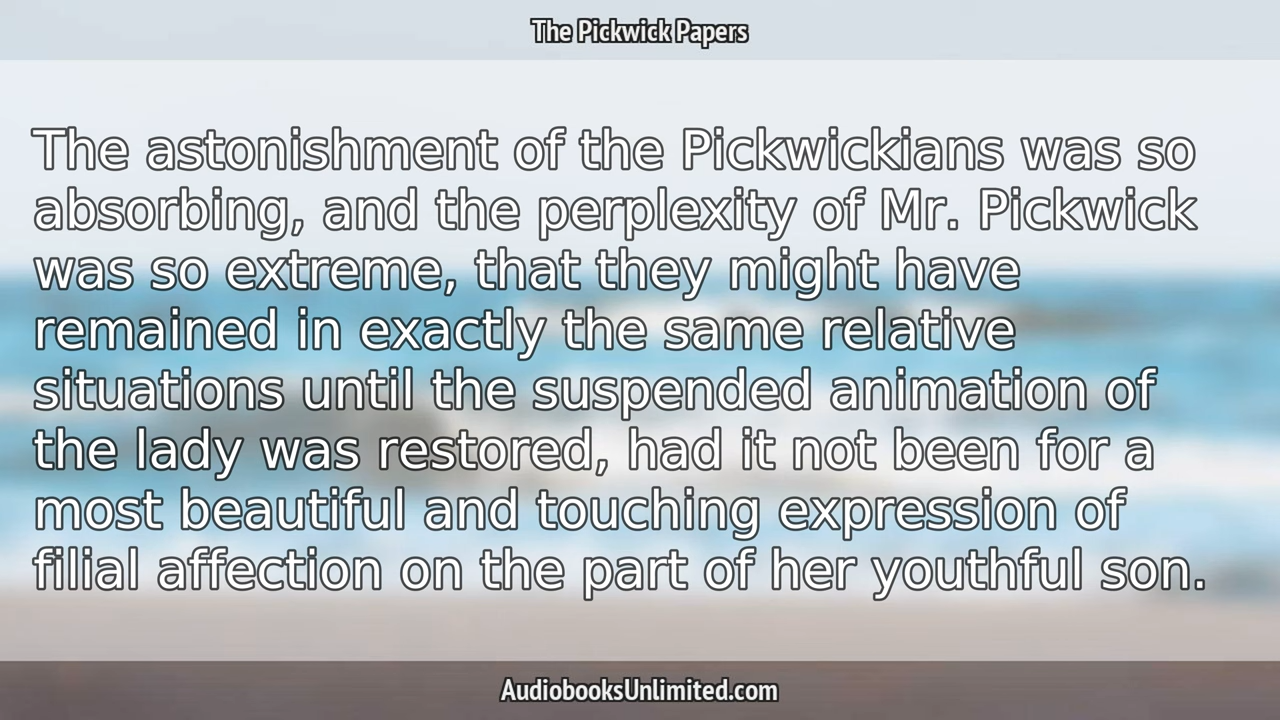 The Pickwick Papers
The astonishment of the Pickwickians was so
absorbing, and the perplexity of Mr. Pickwick
was so extreme, that they might have
remained in exactly the same relative
situations until the suspended animation of
the lady was restored, had it not been for a
most beautiful and touching expression of
filial affection on the part of her youthful son.
AudiobooksUnlimited.com